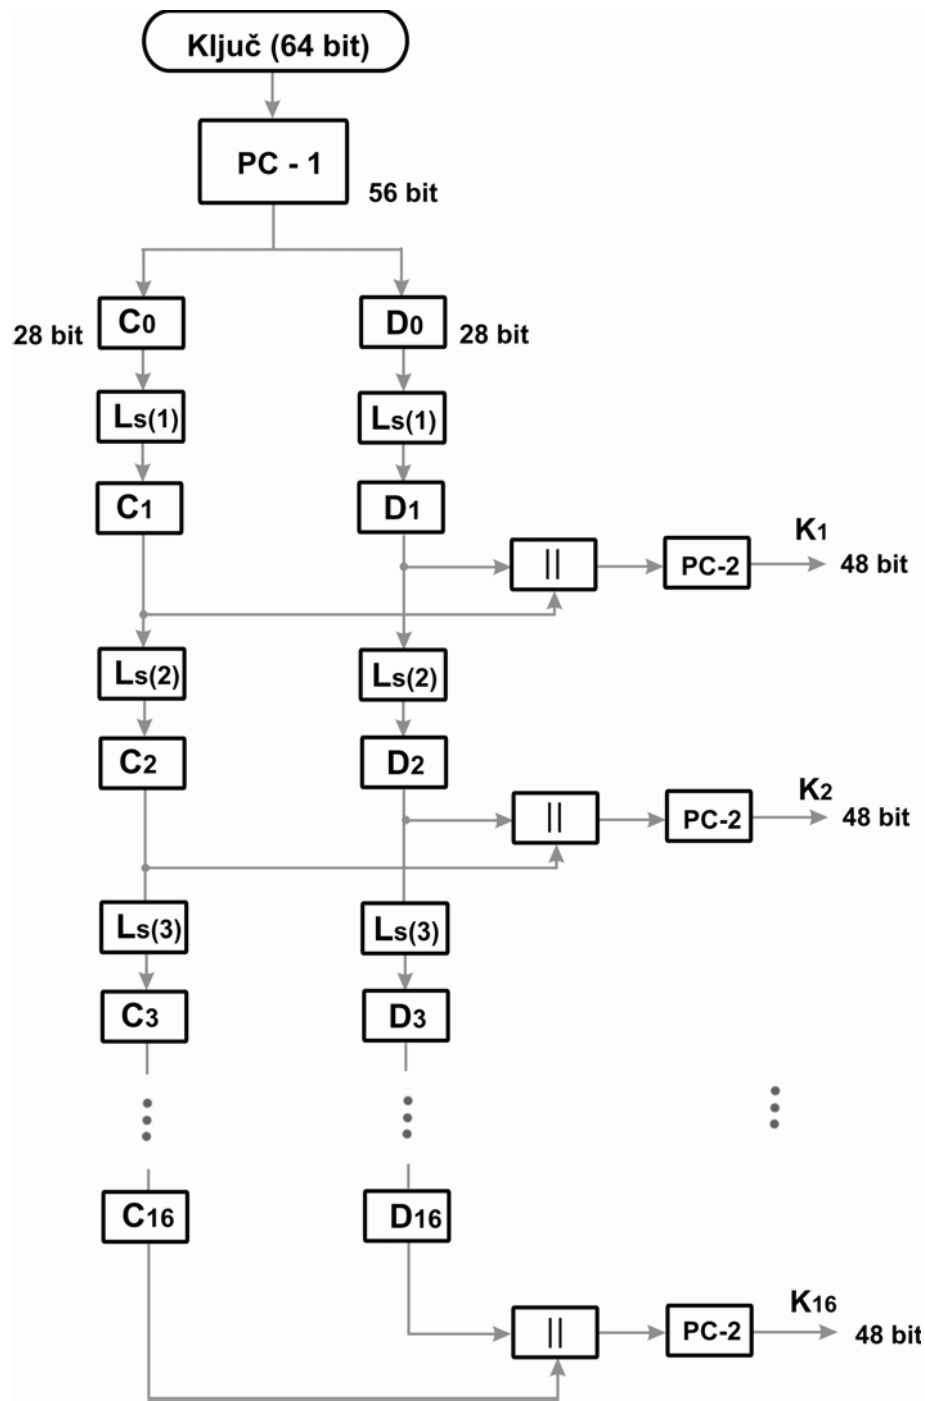 Ključ (64 bit)
PC - 1
56 bit
28 bit
C0
D0
28 bit
Ls(1)
Ls(1)
C1
D1
||
PC-2
K1
48 bit
Ls(2)
Ls(2)
C2
D2
||
PC-2
K2
48 bit
Ls(3)
Ls(3)
C3
D3
C16
D16
||
PC-2
K16
48 bit